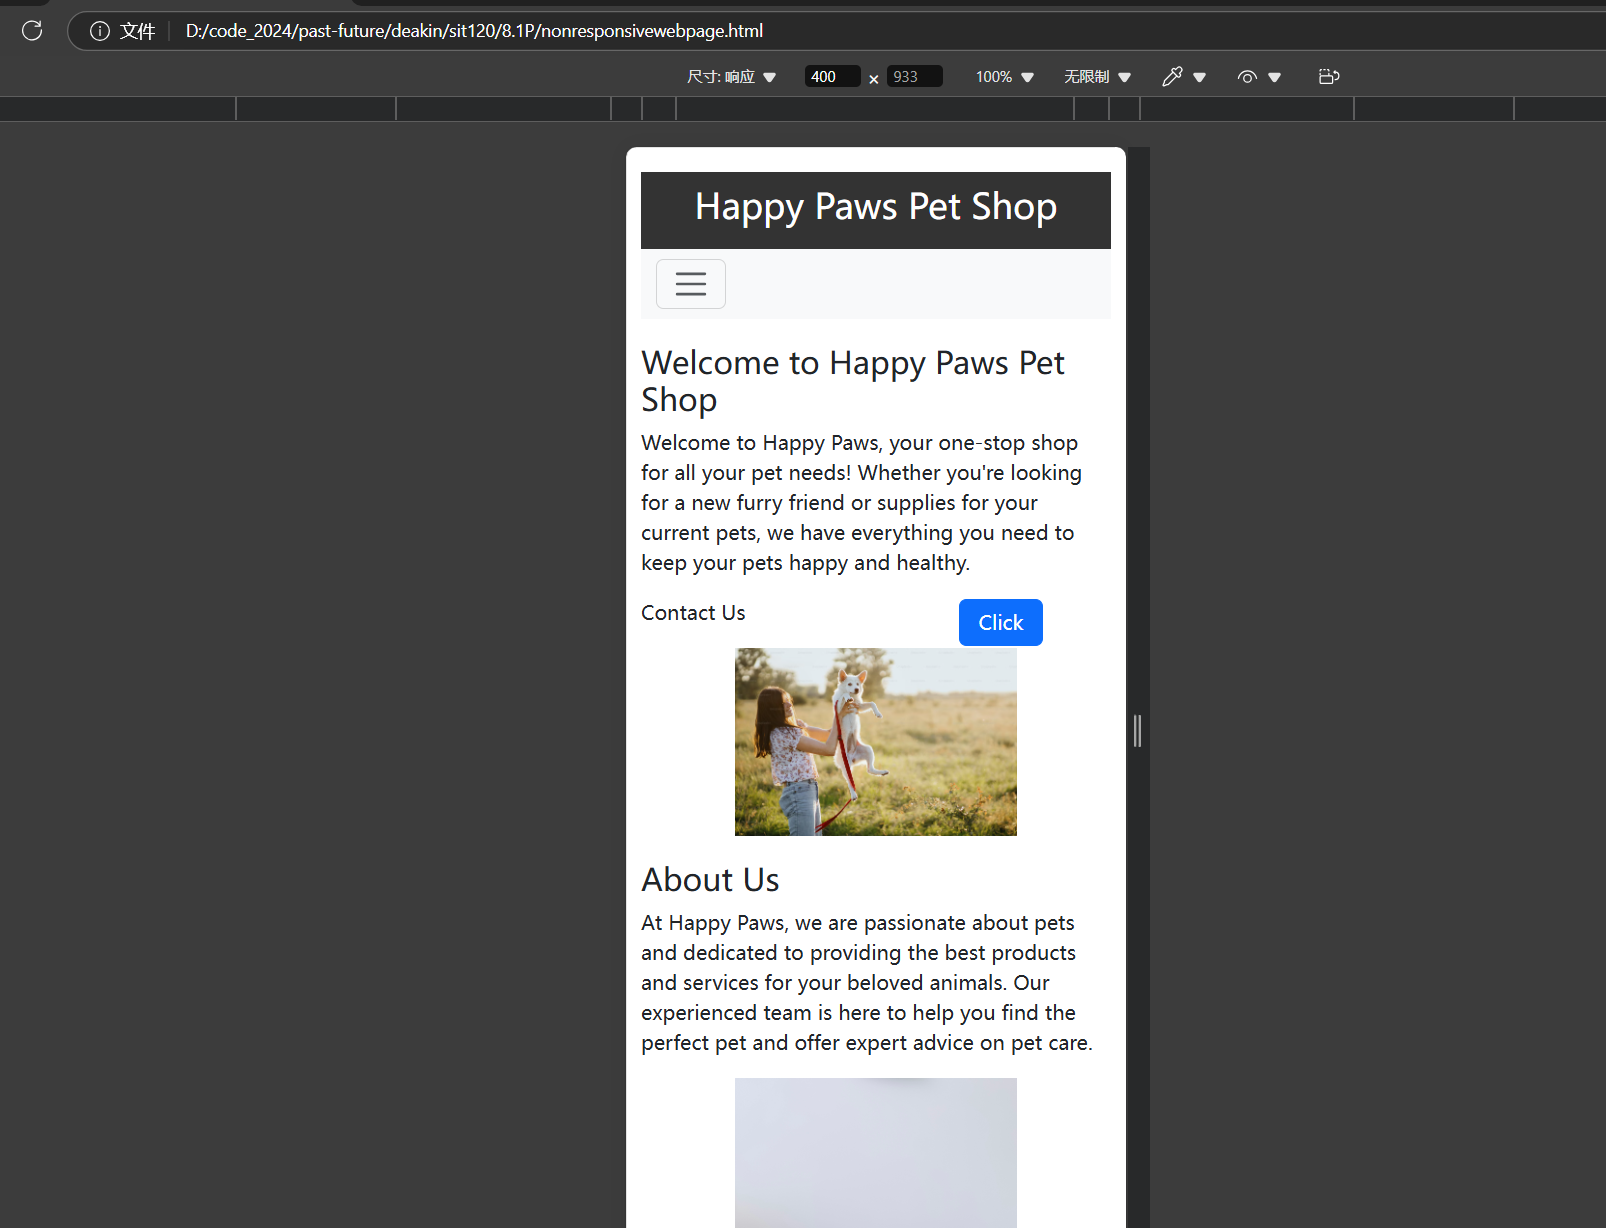 文件 D:/code_2024/past-future/deakin/sit120/8.1P/nonresponsivewebpage.html
尺寸: 响应 400 × 933 100% 无限制
Happy Paws Pet Shop
Welcome to Happy Paws Pet
Shop
Welcome to Happy Paws, your one-stop shop
for all your pet needs! Whether you're looking
for a new furry friend or supplies for your
current pets, we have everything you need to
keep your pets happy and healthy.
Contact Us Click
About Us
At Happy Paws, we are passionate about pets
and dedicated to providing the best products
and services for your beloved animals. Our
experienced team is here to help you find the
perfect pet and offer expert advice on pet care.